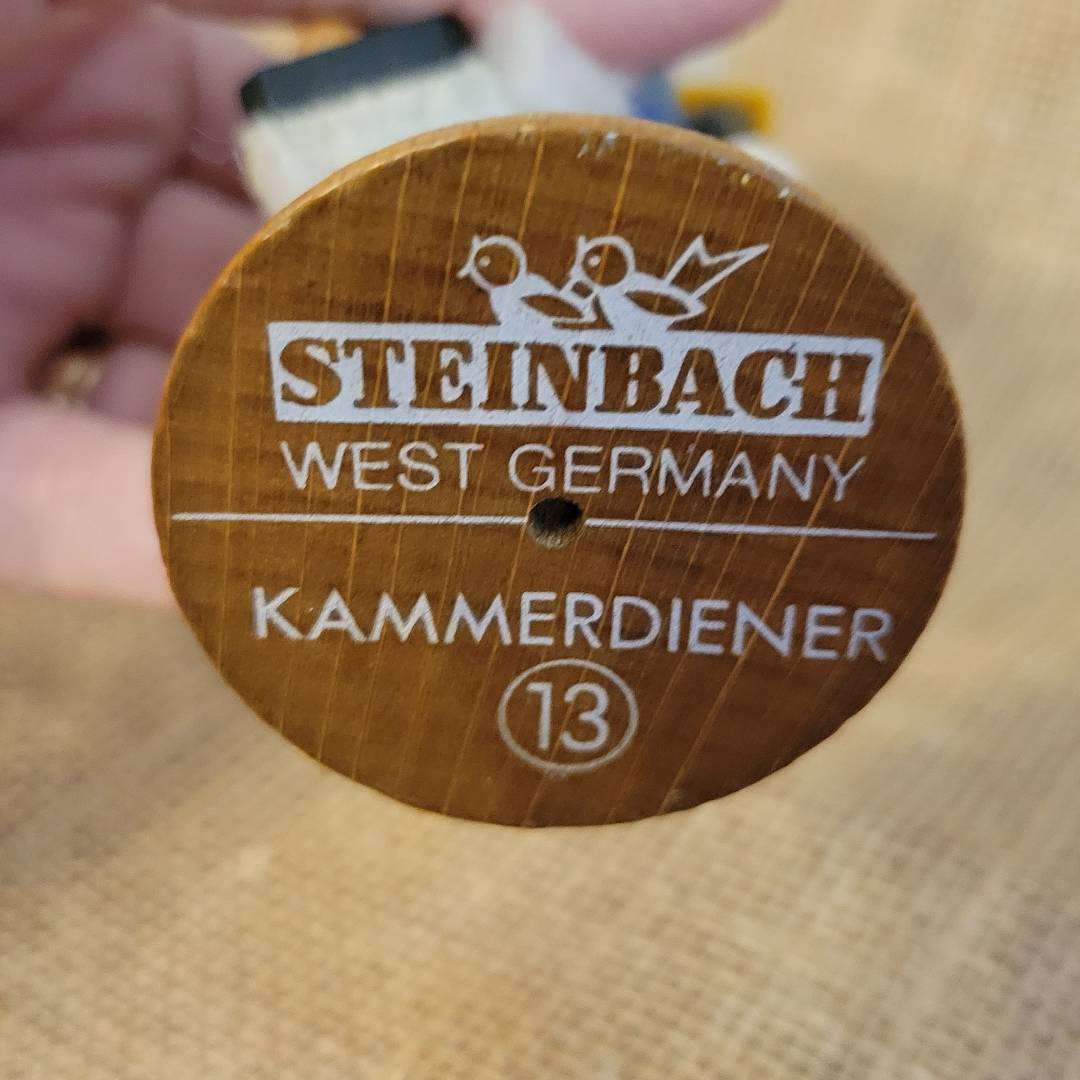 STEINBACH
WEST GERMANY
KAMMERDIENER
13